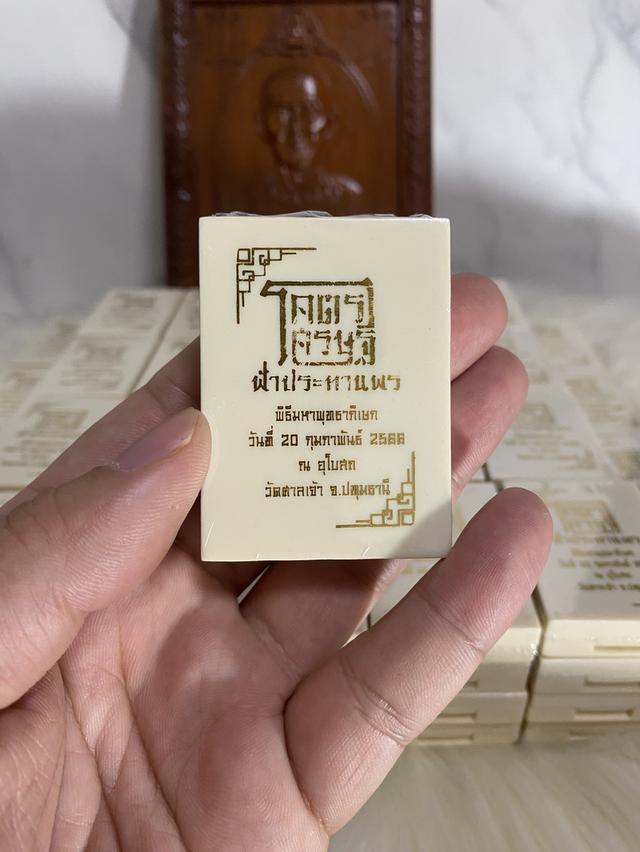 โคตร
เศรษฐี
ฟ้าประทานพร
พิธีมหาพุทธาภิเษก
วันที่ 20 กุมภาพันธ์ 2566
ณ อุโบสถ
วัดศาลเจ้า จ.ปทุมธานี